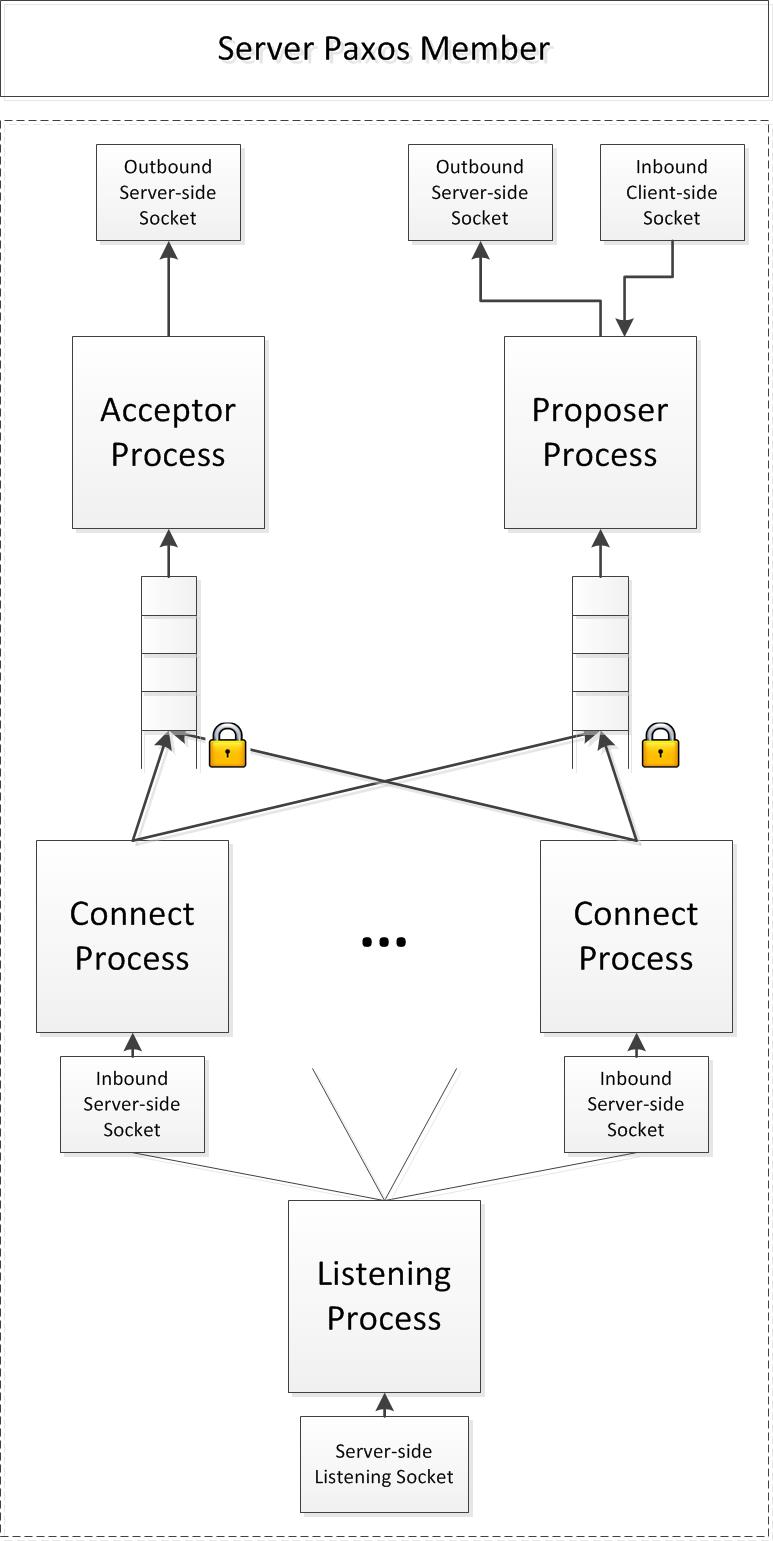 Server Paxos Member
Outbound
Server-side
Socket
Outbound
Server-side
Socket
Inbound
Client-side
Socket
Acceptor
Process
Proposer
Process
Connect
Process
...
Connect
Process
Inbound
Server-side
Socket
Inbound
Server-side
Socket
Listening
Process
Server-side
Listening Socket